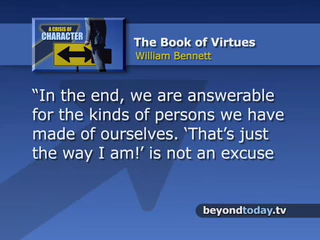 A CRISIS OF
CHARACTER
The Book of Virtues
William Bennett
“In the end, we are answerable
for the kinds of persons we have
made of ourselves. ‘That’s just
the way I am!’ is not an excuse
beyondtoday.tv